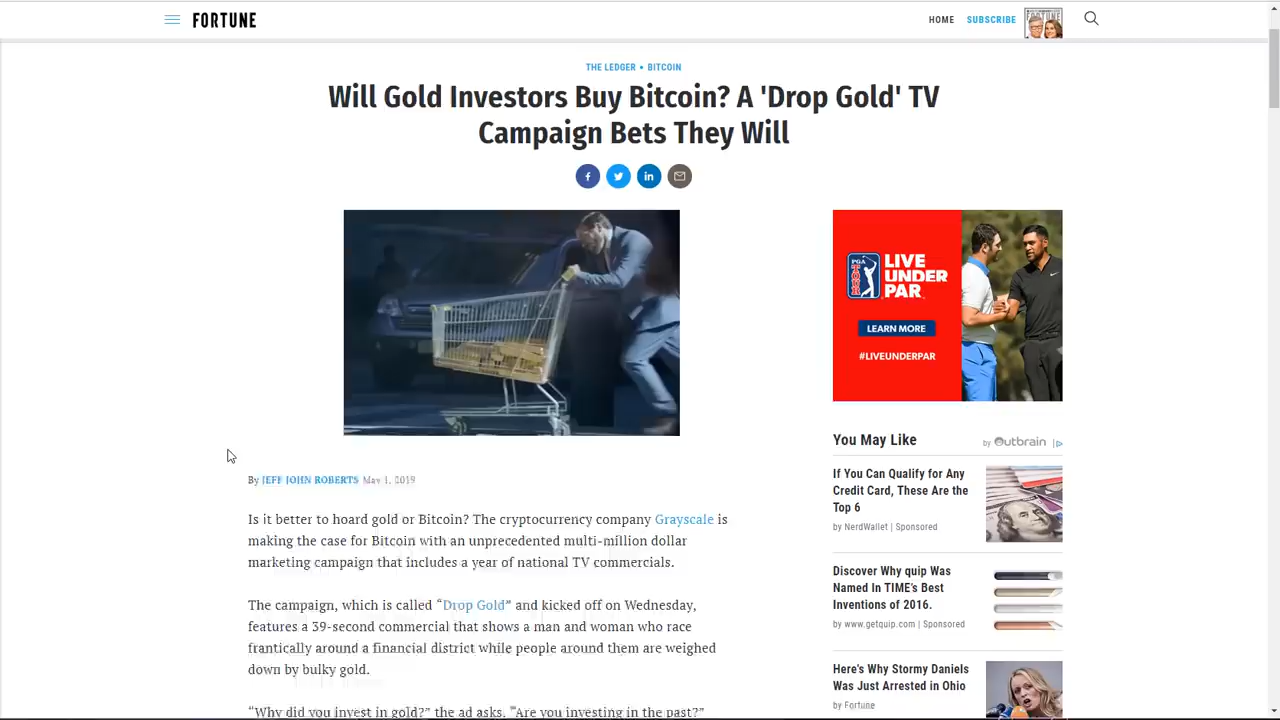 FORTUNE
HOME SUBSCRIBE
FORTUNE
THE LEDGER • BITCOIN
Will Gold Investors Buy Bitcoin? A 'Drop Gold' TV
Campaign Bets They Will
By JEFF JOHN ROBERTS May 1, 2019
Is it better to hoard gold or Bitcoin? The cryptocurrency company Grayscale is
making the case for Bitcoin with an unprecedented multi-million dollar
marketing campaign that includes a year of national TV commercials.
The campaign, which is called “Drop Gold” and kicked off on Wednesday,
features a 39-second commercial that shows a man and woman who race
frantically around a financial district while people around them are weighed
down by bulky gold.
“Why did you invest in gold?” the ad asks. “Are you investing in the past?”
PGA TOUR
LIVE
UNDER
PAR
LEARN MORE
#LIVEUNDERPAR
You May Like
by Outbrain
If You Can Qualify for Any
Credit Card, These Are the
Top 6
by NerdWallet | Sponsored
Discover Why quip Was
Named In TIME's Best
Inventions of 2016.
by www.getquip.com | Sponsored
Here's Why Stormy Daniels
Was Just Arrested in Ohio
by Fortune